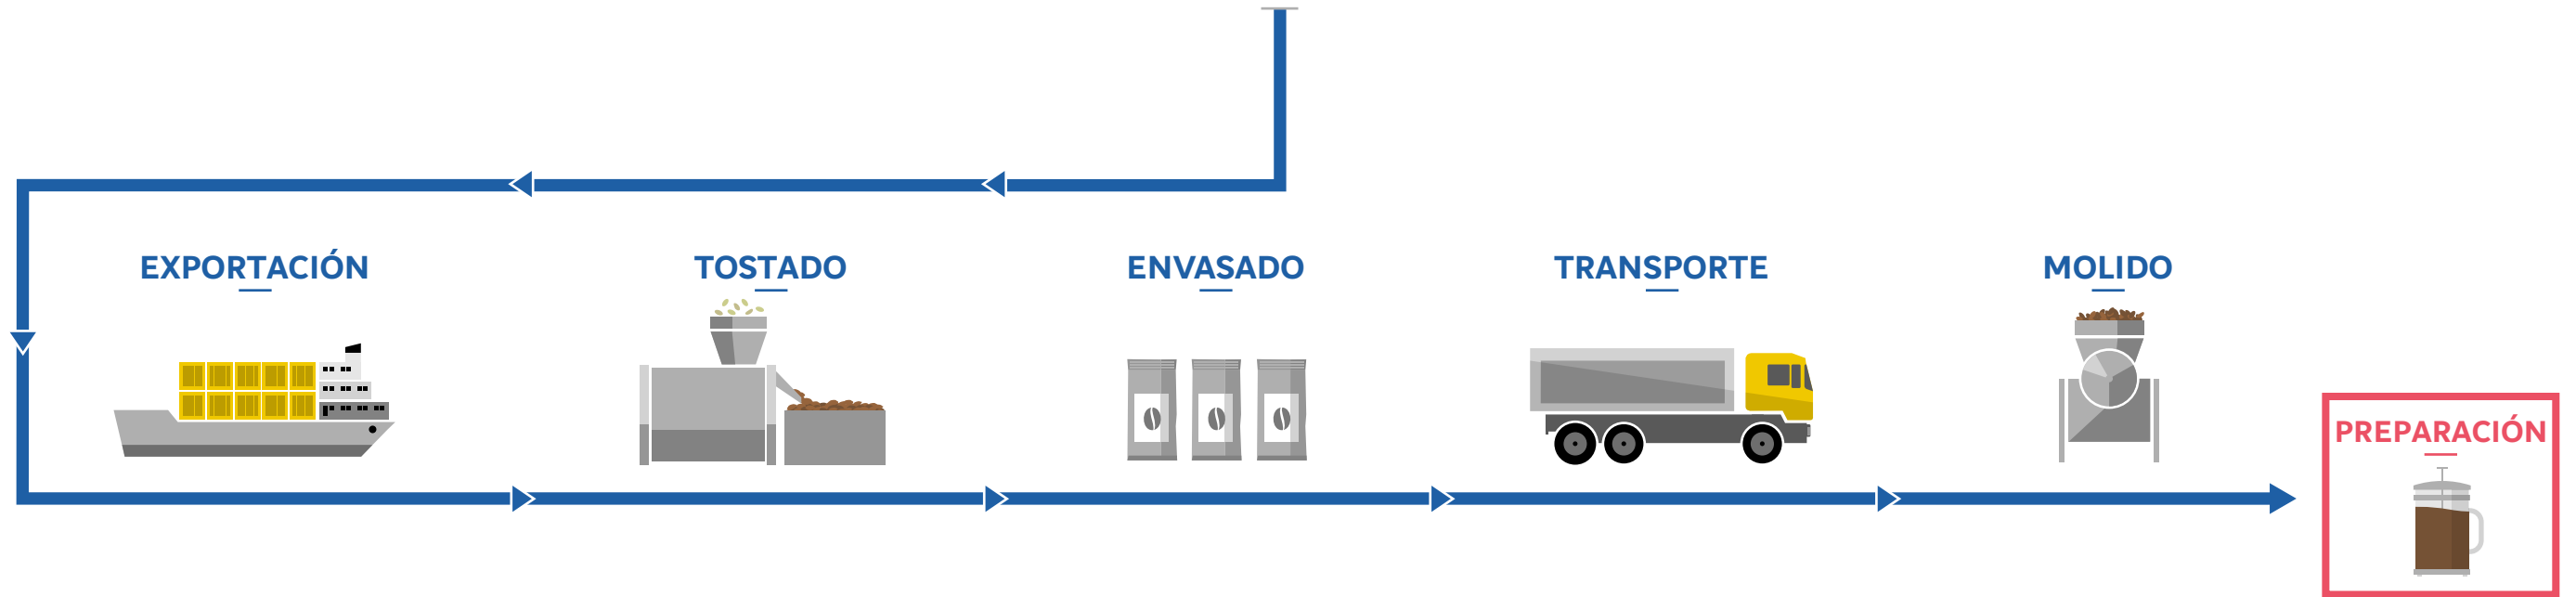 EXPORTACIÓN
TOSTADO
ENVASADO
TRANSPORTE
MOLIDO
PREPARACIÓN